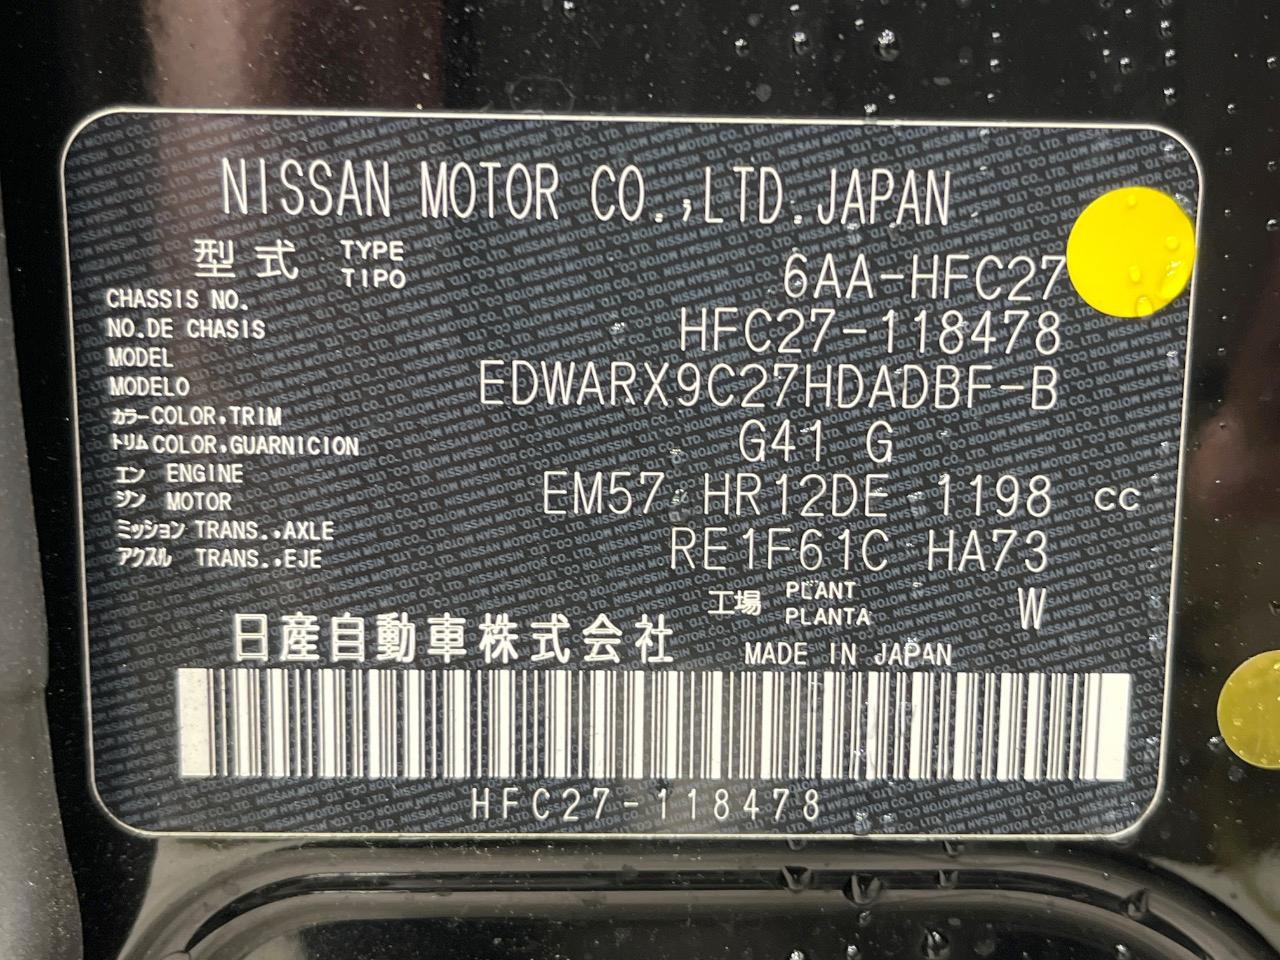 NISSAN MOTOR CO.,LTD.JAPAN
型式 TYPE TIPO 6AA-HFC27
CHASSIS NO.
NO.DE CHASIS HFC27-118478
MODEL
MODELO EDWARX9C27HDADBF-B
カラー COLOR,TRIM
トリム COLOR,GUARNICION G41 G
エン ENGINE
ジン MOTOR EM57 HR12DE 1198 cc
ミッション TRANS.,AXLE
アクスル TRANS.,EJE RE1F61C HA73
工場 PLANT PLANTA W
日産自動車株式会社 MADE IN JAPAN
HFC27-118478